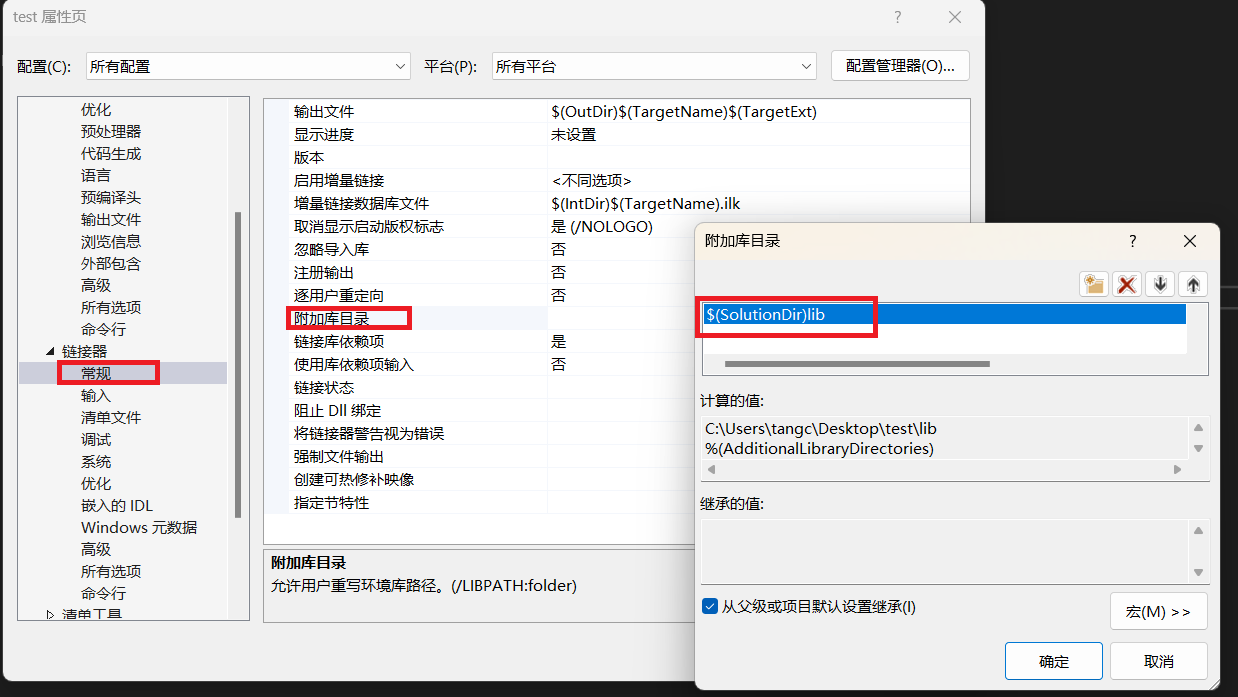 test 属性页
?
配置(C):
所有配置
平台(P):
所有平台
配置管理器(O)...
优化
预处理器
代码生成
语言
预编译头
输出文件
浏览信息
外部包含
高级
所有选项
命令行
链接器
常规
输入
清单文件
调试
系统
优化
嵌入的 IDL
Windows 元数据
高级
所有选项
命令行
清单工具
输出文件 $(OutDir)$(TargetName)$(TargetExt)
显示进度 未设置
版本
启用增量链接 <不同选项>
增量链接数据库文件 $(IntDir)$(TargetName).ilk
取消显示启动版权标志 是 (/NOLOGO)
忽略导入库 否
注册输出 否
逐用户重定向 否
附加库目录
链接库依赖项 是
使用库依赖项输入 否
链接状态
阻止 Dll 绑定
将链接器警告视为错误
强制文件输出
创建可热修补映像
指定节特性
附加库目录
允许用户重写环境库路径。(/LIBPATH:folder)
附加库目录
?
$(SolutionDir)lib
计算的值:
C:\Users\tangc\Desktop\test\lib
%(AdditionalLibraryDirectories)
继承的值:
从父级或项目默认设置继承(I)
宏(M) >>
确定
取消